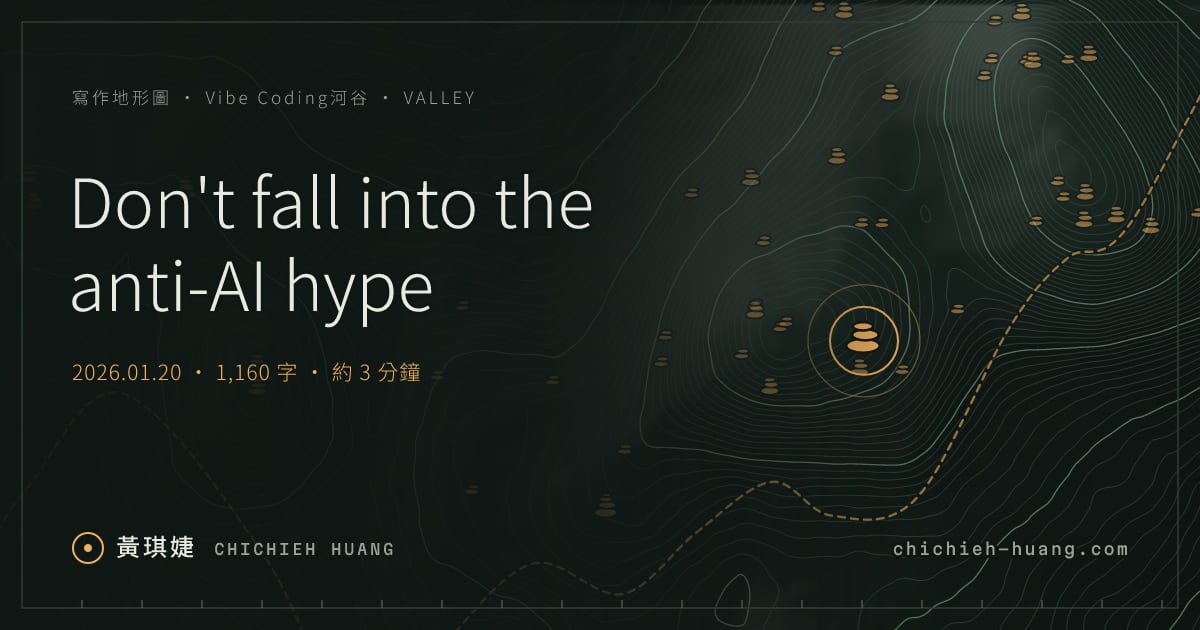 寫作地形圖 ・ Vibe Coding河谷 ・ VALLEY
Don't fall into the
anti-AI hype
2026.01.20 ・ 1,160 字 ・ 約 3 分鐘
黃琪婕 CHICHIEH HUANG
chichieh-huang.com